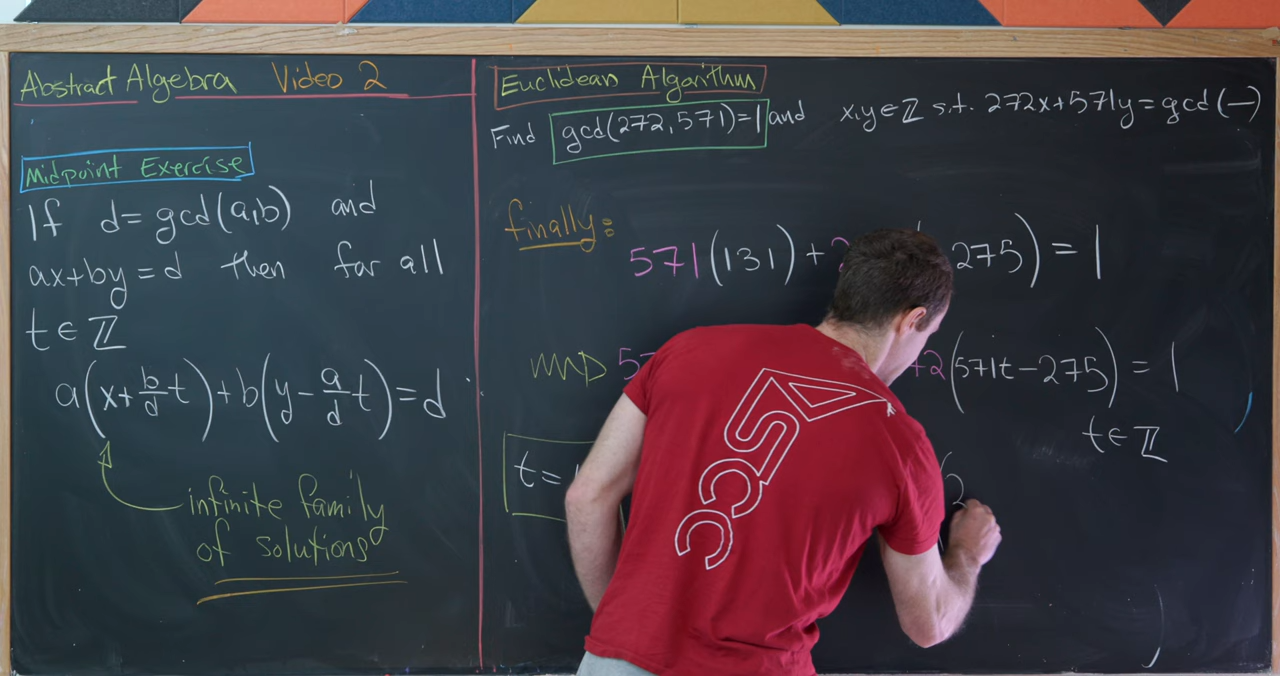 Abstract Algebra Video 2
Midpoint Exercise
If d = gcd(a,b) and
ax+by=d then for all
t ∈ ℤ
a(x+b/d t)+b(y-a/d t)=d
infinite family
of solutions
Euclidean Algorithm
Find gcd(272,571)=1 and x,y∈ℤ s.t. 272x+571y=gcd(—)
finally:
571(131)+ 275)=1
2(571t-275)=1
t∈ℤ
t=
(2